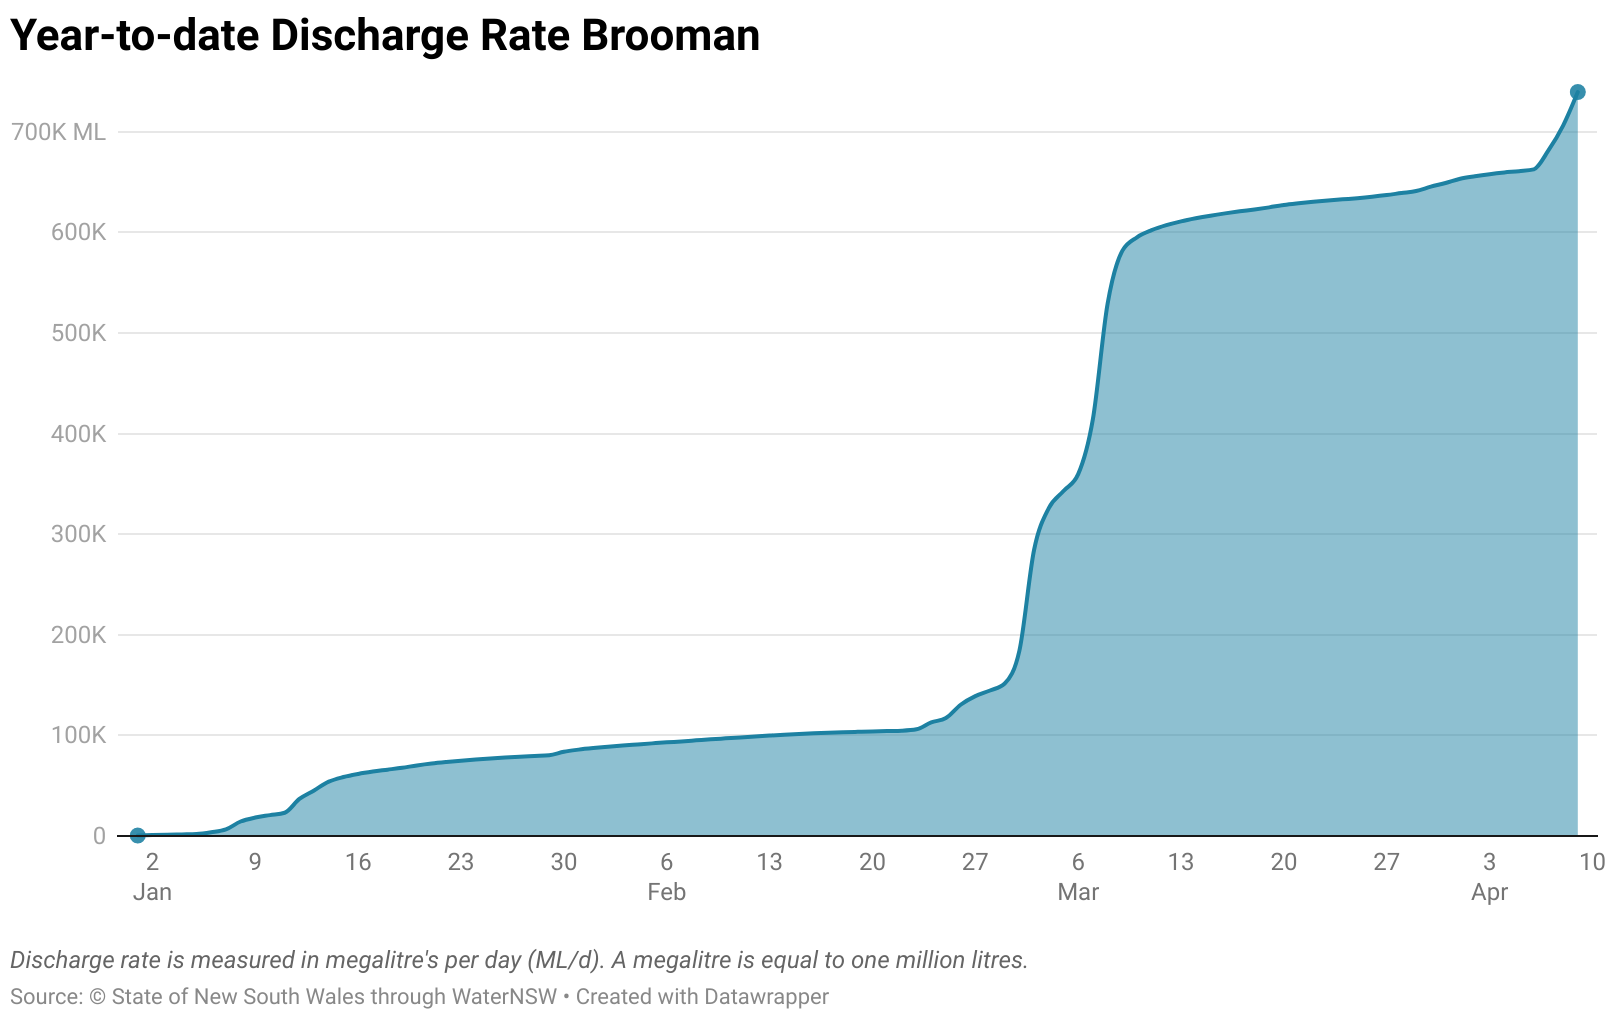 Year-to-date Discharge Rate Brooman
700K ML
600K
500K
400K
300K
200K
100K
0
2 9 16 23 30 6 13 20 27 6 13 20 27 3 10
Jan Feb Mar Apr
Discharge rate is measured in megalitre's per day (ML/d). A megalitre is equal to one million litres.
Source: © State of New South Wales through WaterNSW • Created with Datawrapper